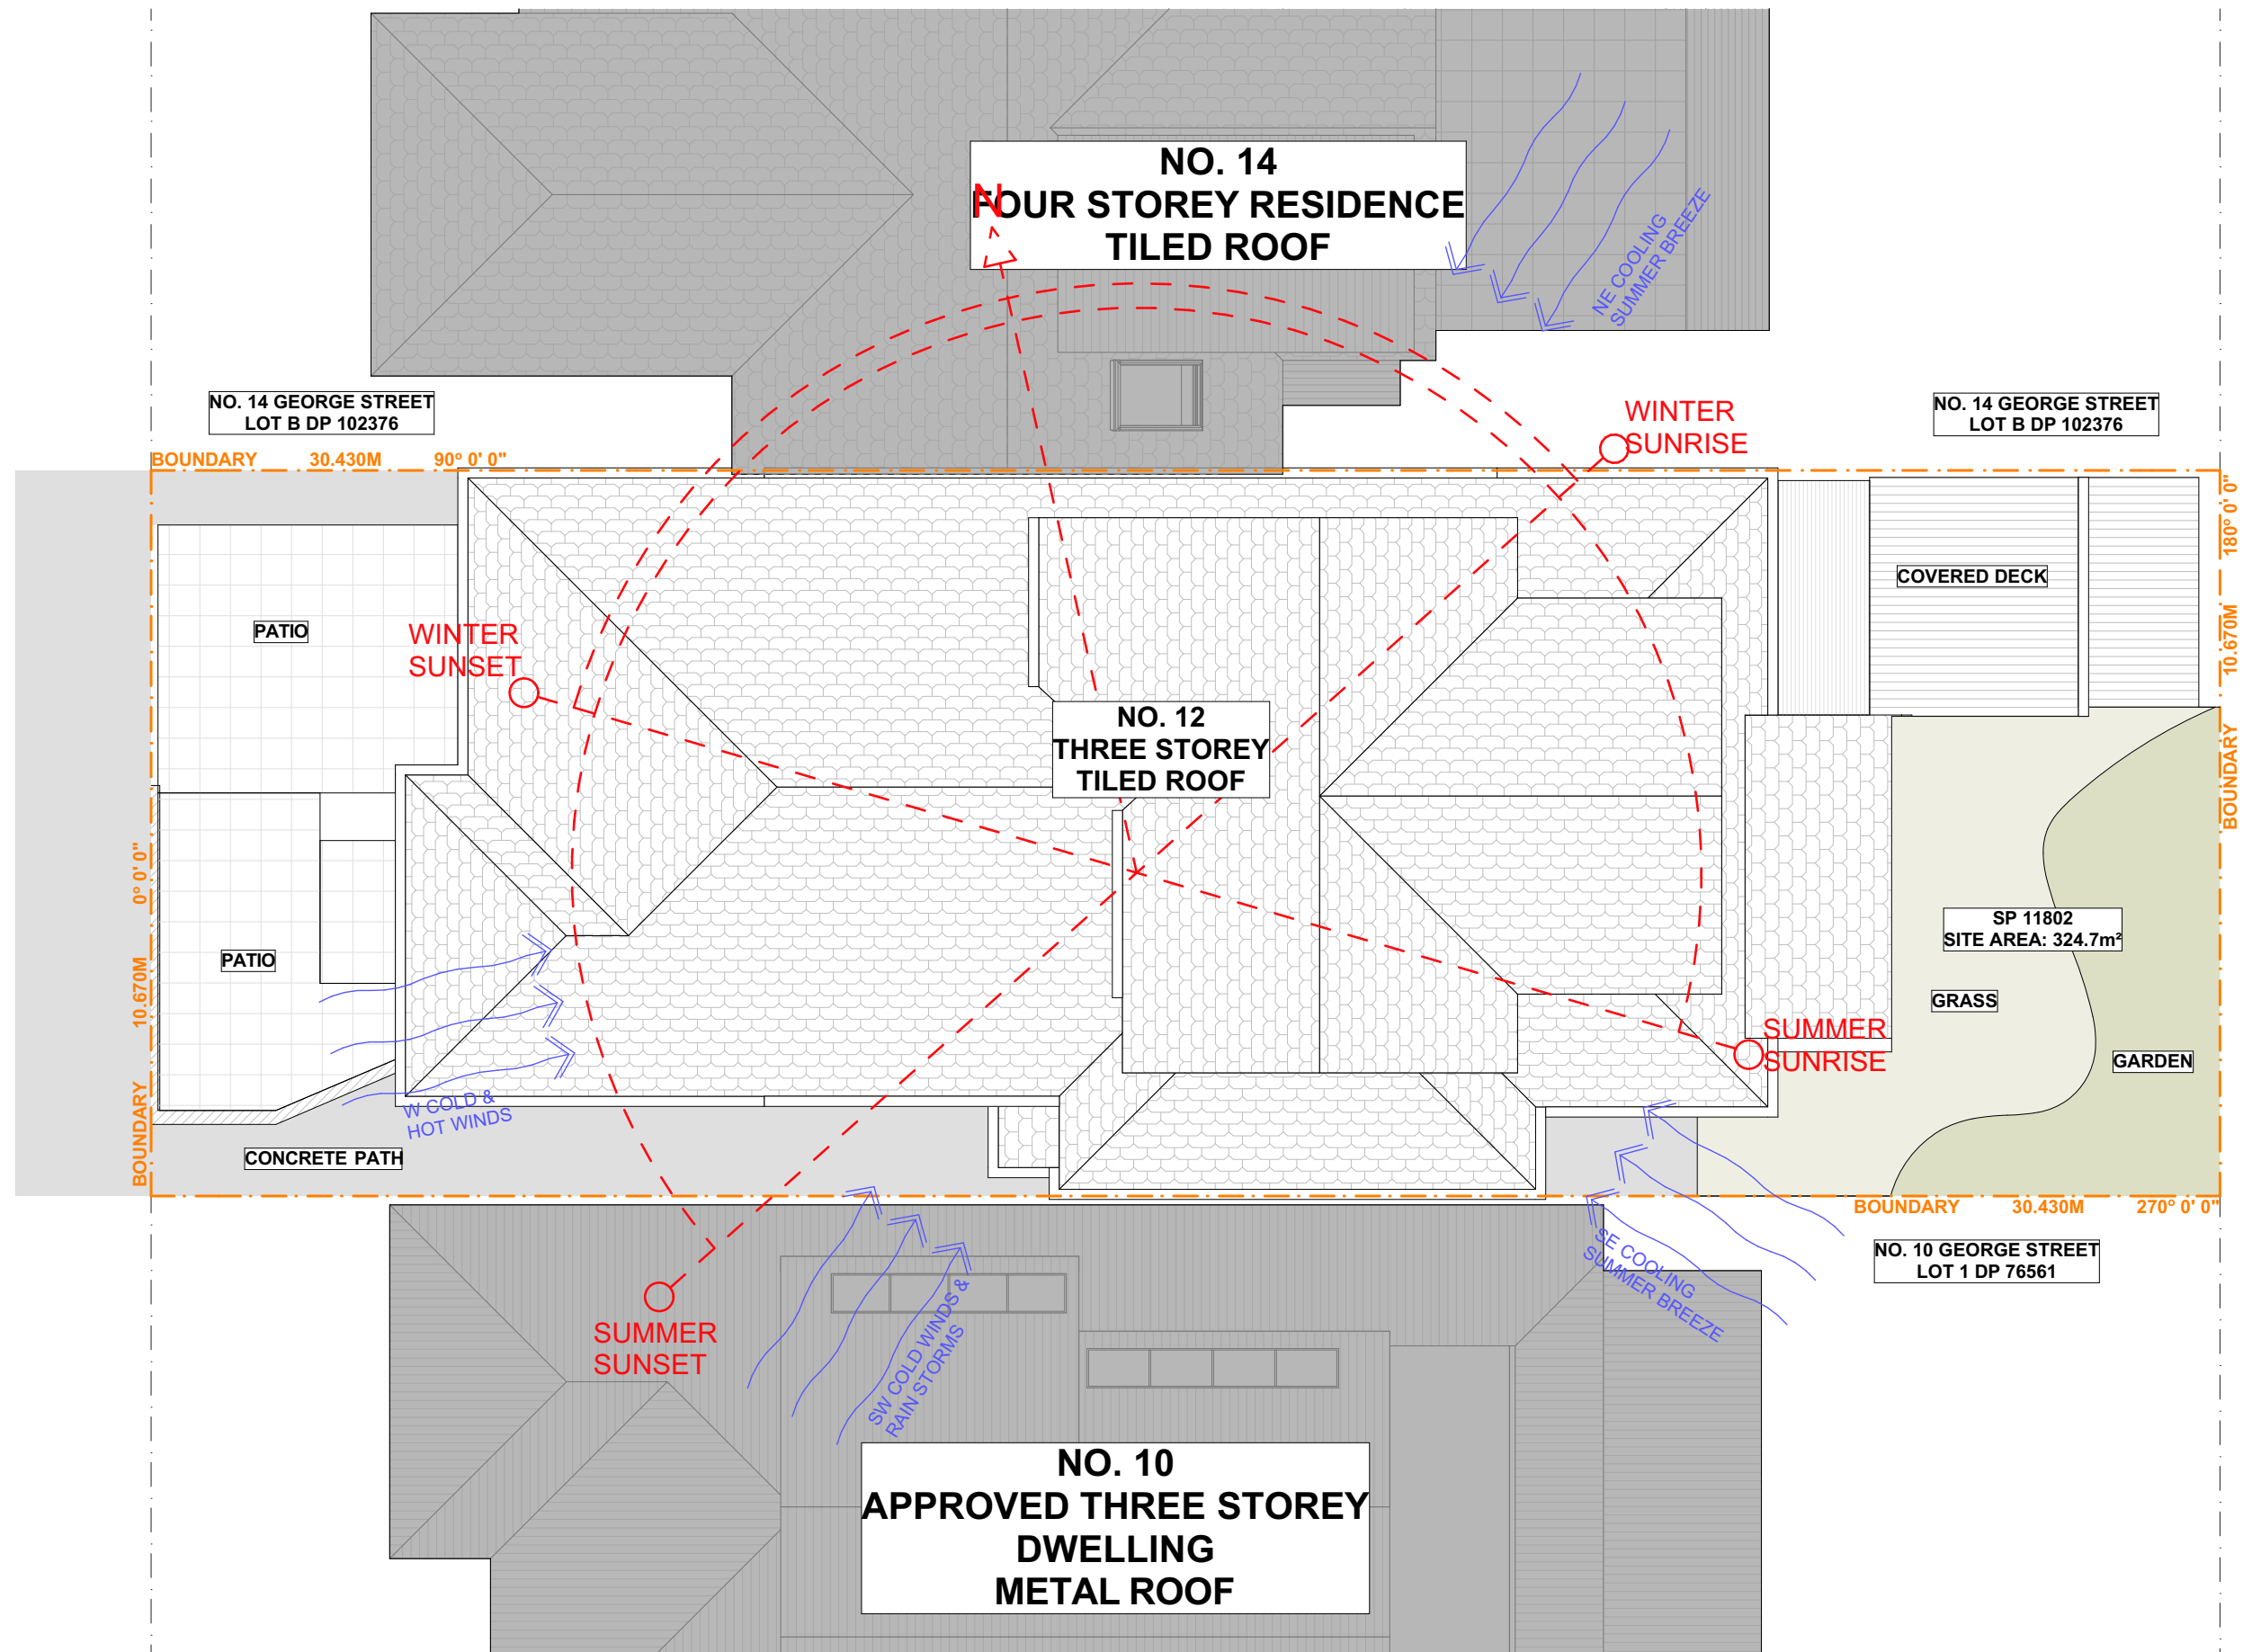 NO. 14
FOUR STOREY RESIDENCE
TILED ROOF
N
NE COOLING
SUMMER BREEZE
NO. 14 GEORGE STREET
LOT B DP 102376
WINTER
SUNRISE
NO. 14 GEORGE STREET
LOT B DP 102376
BOUNDARY 30.430M 90° 0' 0"
180° 0' 0"
10.670M
BOUNDARY
COVERED DECK
PATIO
WINTER
SUNSET
NO. 12
THREE STOREY
TILED ROOF
0° 0' 0"
10.670M
BOUNDARY
PATIO
SP 11802
SITE AREA: 324.7m²
GRASS
SUMMER
SUNRISE
GARDEN
W COLD &
HOT WINDS
CONCRETE PATH
BOUNDARY 30.430M 270° 0' 0"
SE COOLING
SUMMER BREEZE
NO. 10 GEORGE STREET
LOT 1 DP 76561
SUMMER
SUNSET
SW COLD WINDS &
RAIN STORMS
NO. 10
APPROVED THREE STOREY
DWELLING
METAL ROOF